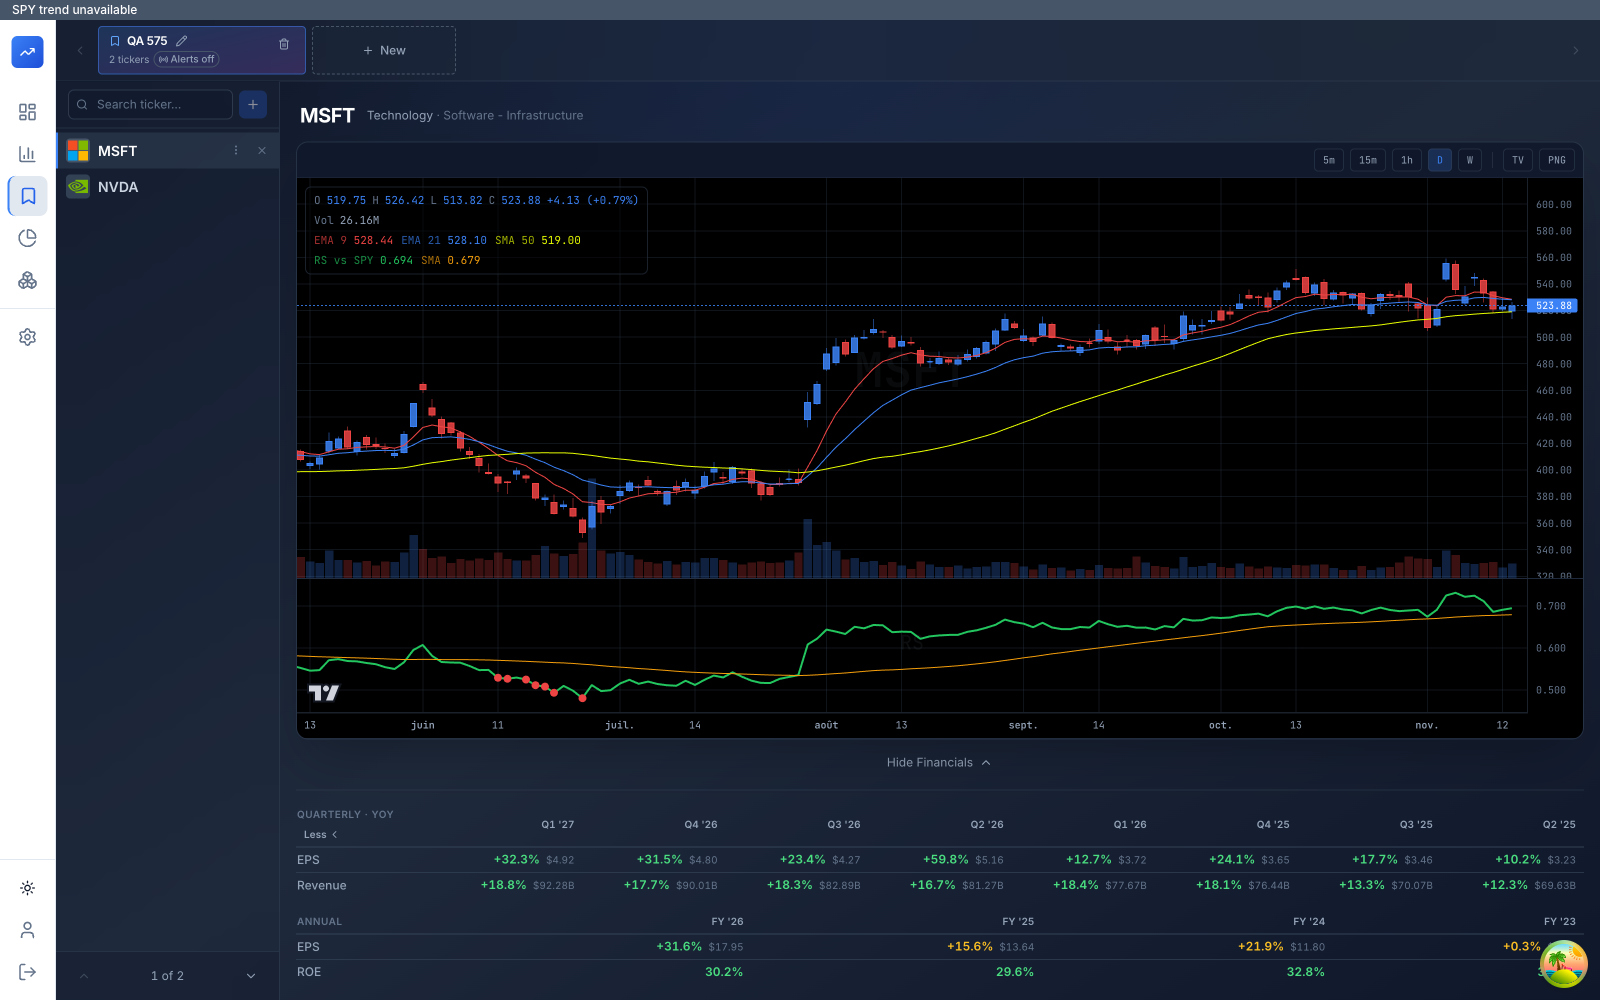 SPY trend unavailable
QA 575
2 tickers Alerts off
+ New
Search ticker...
MSFT
NVDA
1 of 2
MSFT Technology · Software - Infrastructure
5m 15m 1h D W TV PNG
O 519.75 H 526.42 L 513.82 C 523.88 +4.13 (+0.79%)
Vol 26.16M
EMA 9 528.44 EMA 21 528.10 SMA 50 519.00
RS vs SPY 0.694 SMA 0.679
MSFT
RS
600.00
580.00
560.00
540.00
523.88
500.00
480.00
460.00
440.00
420.00
400.00
380.00
360.00
340.00
320.00
0.700
0.600
0.500
13 juin 11 juil. 14 août 13 sept. 14 oct. 13 nov. 12
Hide Financials
QUARTERLY · YOY
Less
Q1 '27 Q4 '26 Q3 '26 Q2 '26 Q1 '26 Q4 '25 Q3 '25 Q2 '25
EPS +32.3% $4.92 +31.5% $4.80 +23.4% $4.27 +59.8% $5.16 +12.7% $3.72 +24.1% $3.65 +17.7% $3.46 +10.2% $3.23
Revenue +18.8% $92.28B +17.7% $90.01B +18.3% $82.89B +16.7% $81.27B +18.4% $77.67B +18.1% $76.44B +13.3% $70.07B +12.3% $69.63B
ANNUAL FY '26 FY '25 FY '24 FY '23
EPS +31.6% $17.95 +15.6% $13.64 +21.9% $11.80 +0.3%
ROE 30.2% 29.6% 32.8%